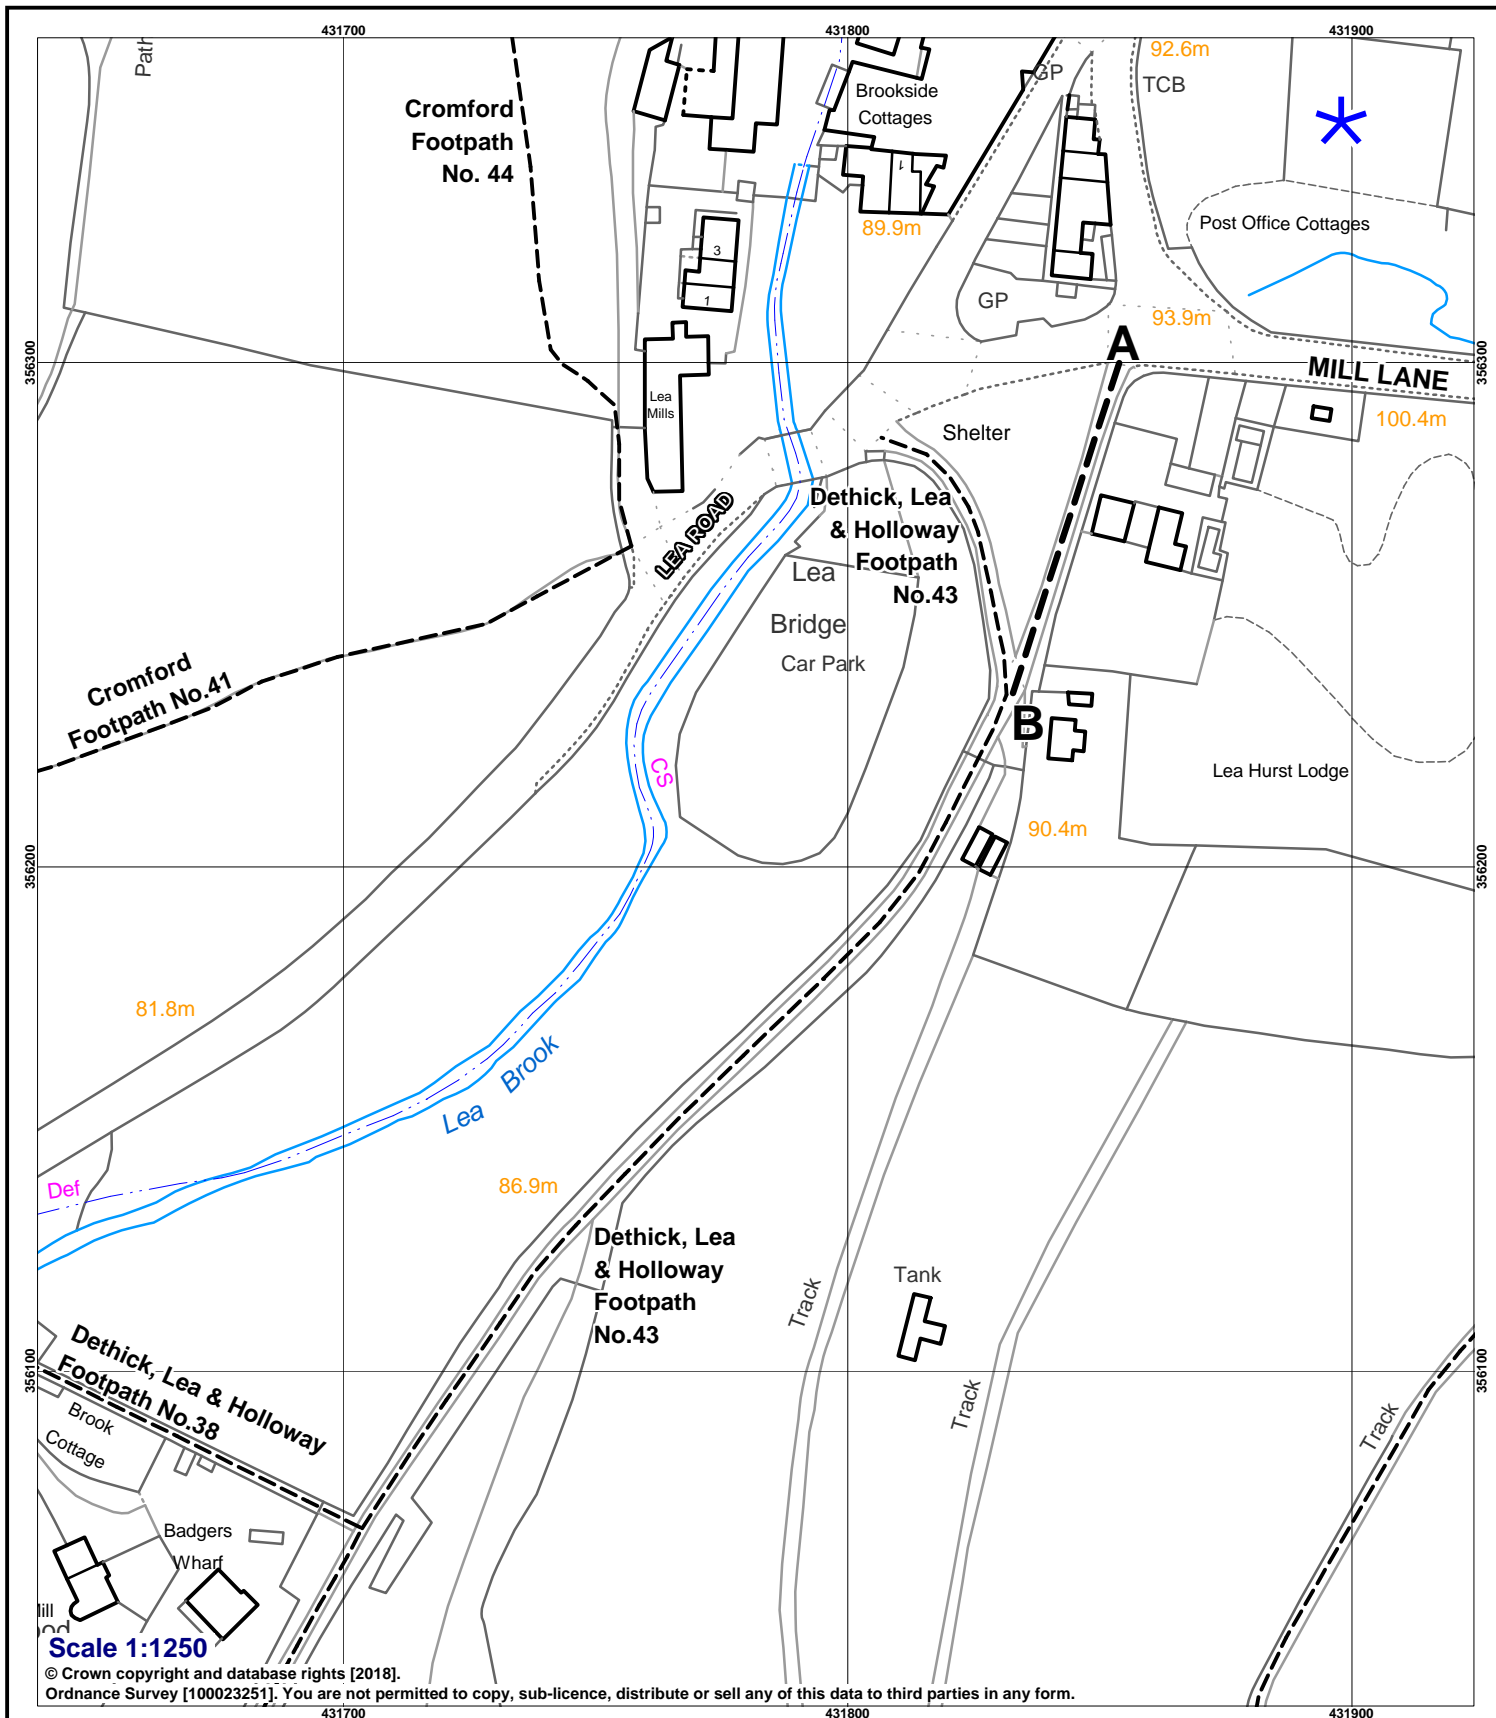 431700
431800
431900
Path
92.6m
GP
TCB
Brookside
Cottages
Cromford
Footpath
No. 44
1
89.9m
Post Office Cottages
3
1
GP
93.9m
A
356300
356300
MILL LANE
Lea
Mills
100.4m
Shelter
LEA ROAD
Dethick, Lea
& Holloway
Footpath
No.43
Lea
Bridge
Car Park
Cromford
Footpath No.41
B
CS
Lea Hurst Lodge
90.4m
356200
356200
81.8m
Lea Brook
Def
86.9m
Dethick, Lea
& Holloway
Footpath
No.43
Track
Tank
356100
356100
Dethick, Lea & Holloway
Footpath No.38
Track
Track
Brook
Cottage
Badgers
Wharf
Scale 1:1250
© Crown copyright and database rights [2018].
Ordnance Survey [100023251]. You are not permitted to copy, sub-licence, distribute or sell any of this data to third parties in any form.
431700
431800
431900